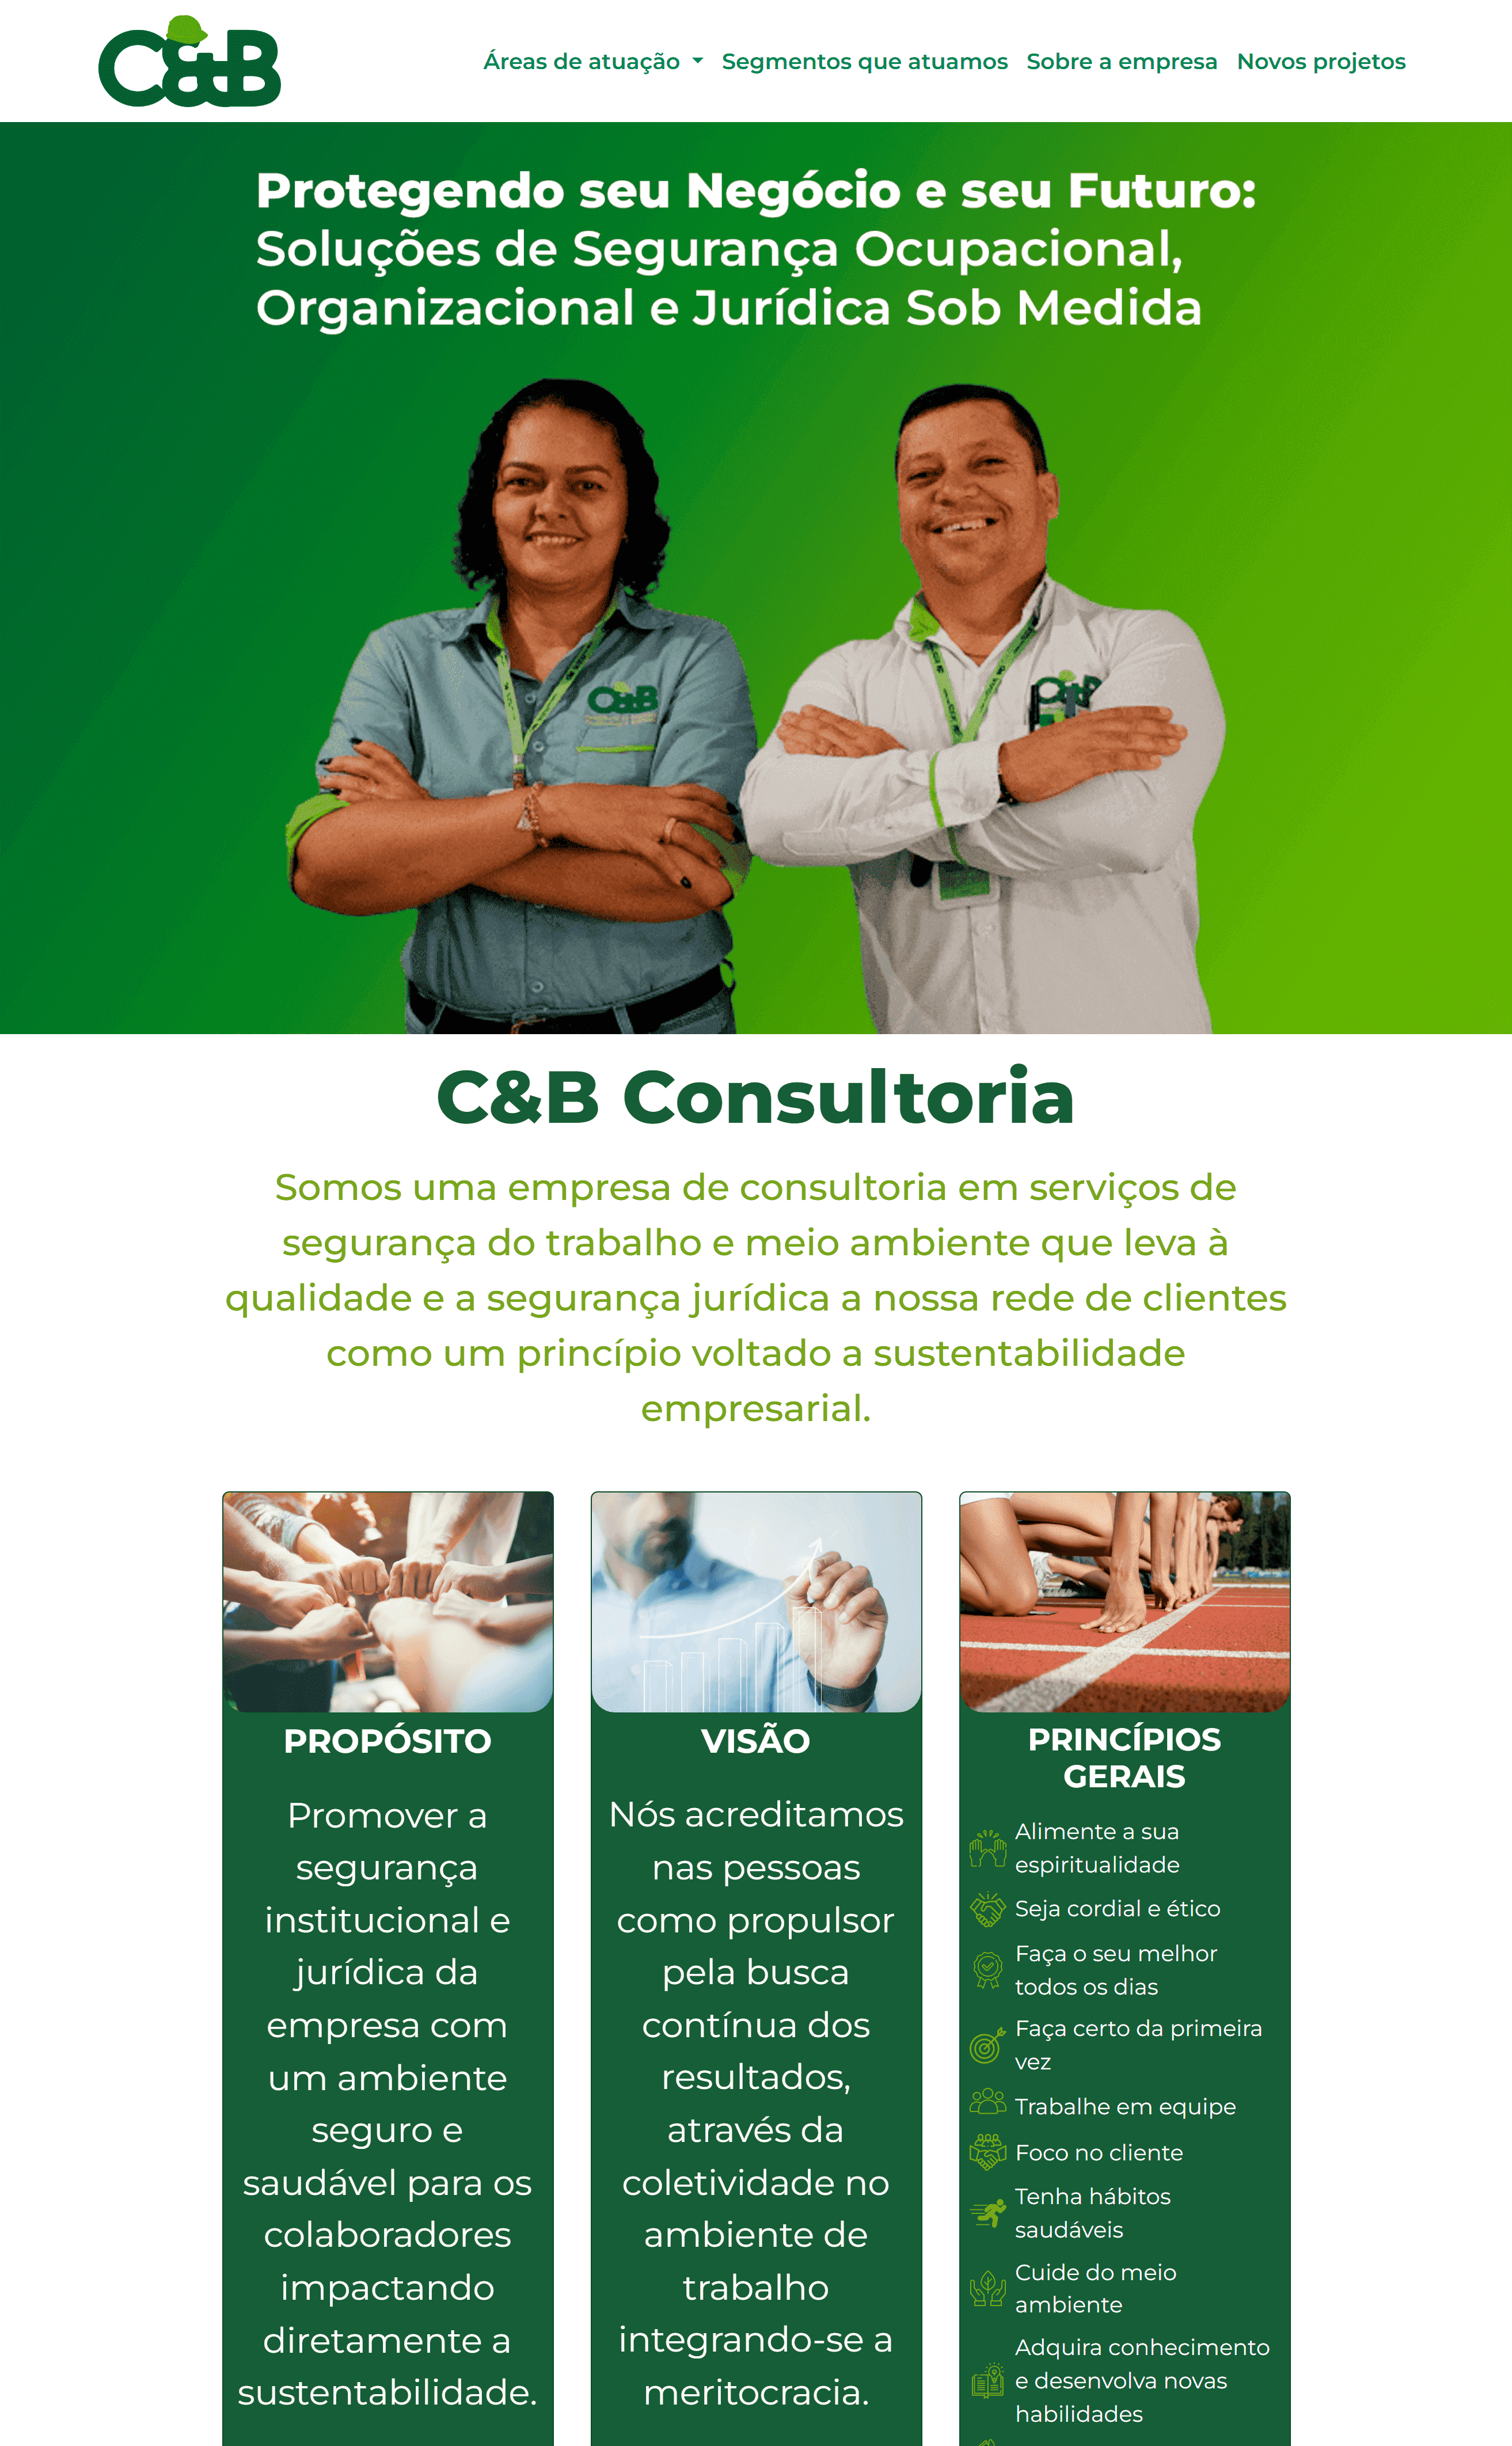 C&B
Áreas de atuação
Segmentos que atuamos
Sobre a empresa
Novos projetos
Protegendo seu Negócio e seu Futuro:
Soluções de Segurança Ocupacional,
Organizacional e Jurídica Sob Medida
C&B
C&B
C&B Consultoria
Somos uma empresa de consultoria em serviços de
segurança do trabalho e meio ambiente que leva à
qualidade e a segurança jurídica a nossa rede de clientes
como um princípio voltado a sustentabilidade
empresarial.
PROPÓSITO
Promover a
segurança
institucional e
jurídica da
empresa com
um ambiente
seguro e
saudável para os
colaboradores
impactando
diretamente a
sustentabilidade.
VISÃO
Nós acreditamos
nas pessoas
como propulsor
pela busca
contínua dos
resultados,
através da
coletividade no
ambiente de
trabalho
integrando-se a
meritocracia.
PRINCÍPIOS
GERAIS
Alimente a sua
espiritualidade
Seja cordial e ético
Faça o seu melhor
todos os dias
Faça certo da primeira
vez
Trabalhe em equipe
Foco no cliente
Tenha hábitos
saudáveis
Cuide do meio
ambiente
Adquira conhecimento
e desenvolva novas
habilidades